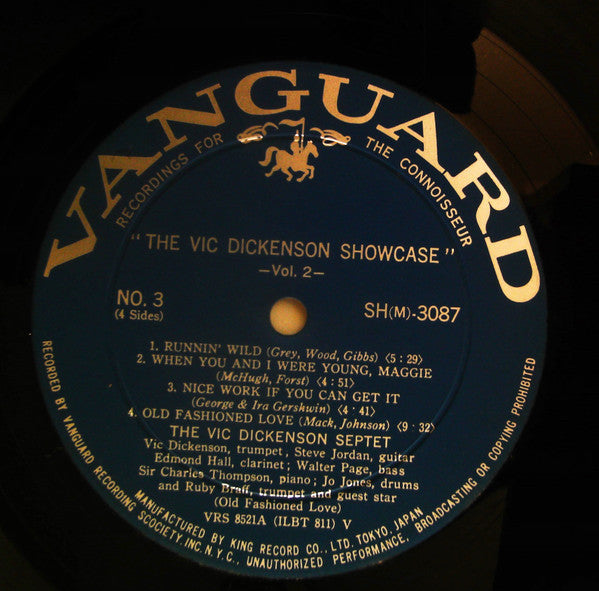 VANGUARD
RECORDINGS FOR THE CONNOISSEUR
"THE VIC DICKENSON SHOWCASE"
—Vol. 2—
NO. 3
(4 Sides)
SH(M)-3087
1. RUNNIN' WILD (Grey, Wood, Gibbs) ⟨5:29⟩
2. WHEN YOU AND I WERE YOUNG, MAGGIE
(McHugh, Forst) ⟨4:51⟩
3. NICE WORK IF YOU CAN GET IT
(George & Ira Gershwin) ⟨4:41⟩
4. OLD FASHIONED LOVE (Mack, Johnson) ⟨9:32⟩
THE VIC DICKENSON SEPTET
Vic Dickenson, trumpet, Steve Jordan, guitar
Edmond Hall, clarinet; Walter Page, bass
Sir Charles Thompson, piano; Jo Jones, drums
and Ruby Braff, trumpet and guest star
(Old Fashioned Love)
VRS 8521A (ILBT 811) V
MANUFACTURED BY KING RECORD CO., LTD. TOKYO, JAPAN
RECORDED BY VANGUARD RECORDING SCOCIETY, INC. N.Y.C., UNAUTHORIZED PERFORMANCE, BROADCASTING OR COPYING PROHIBITED